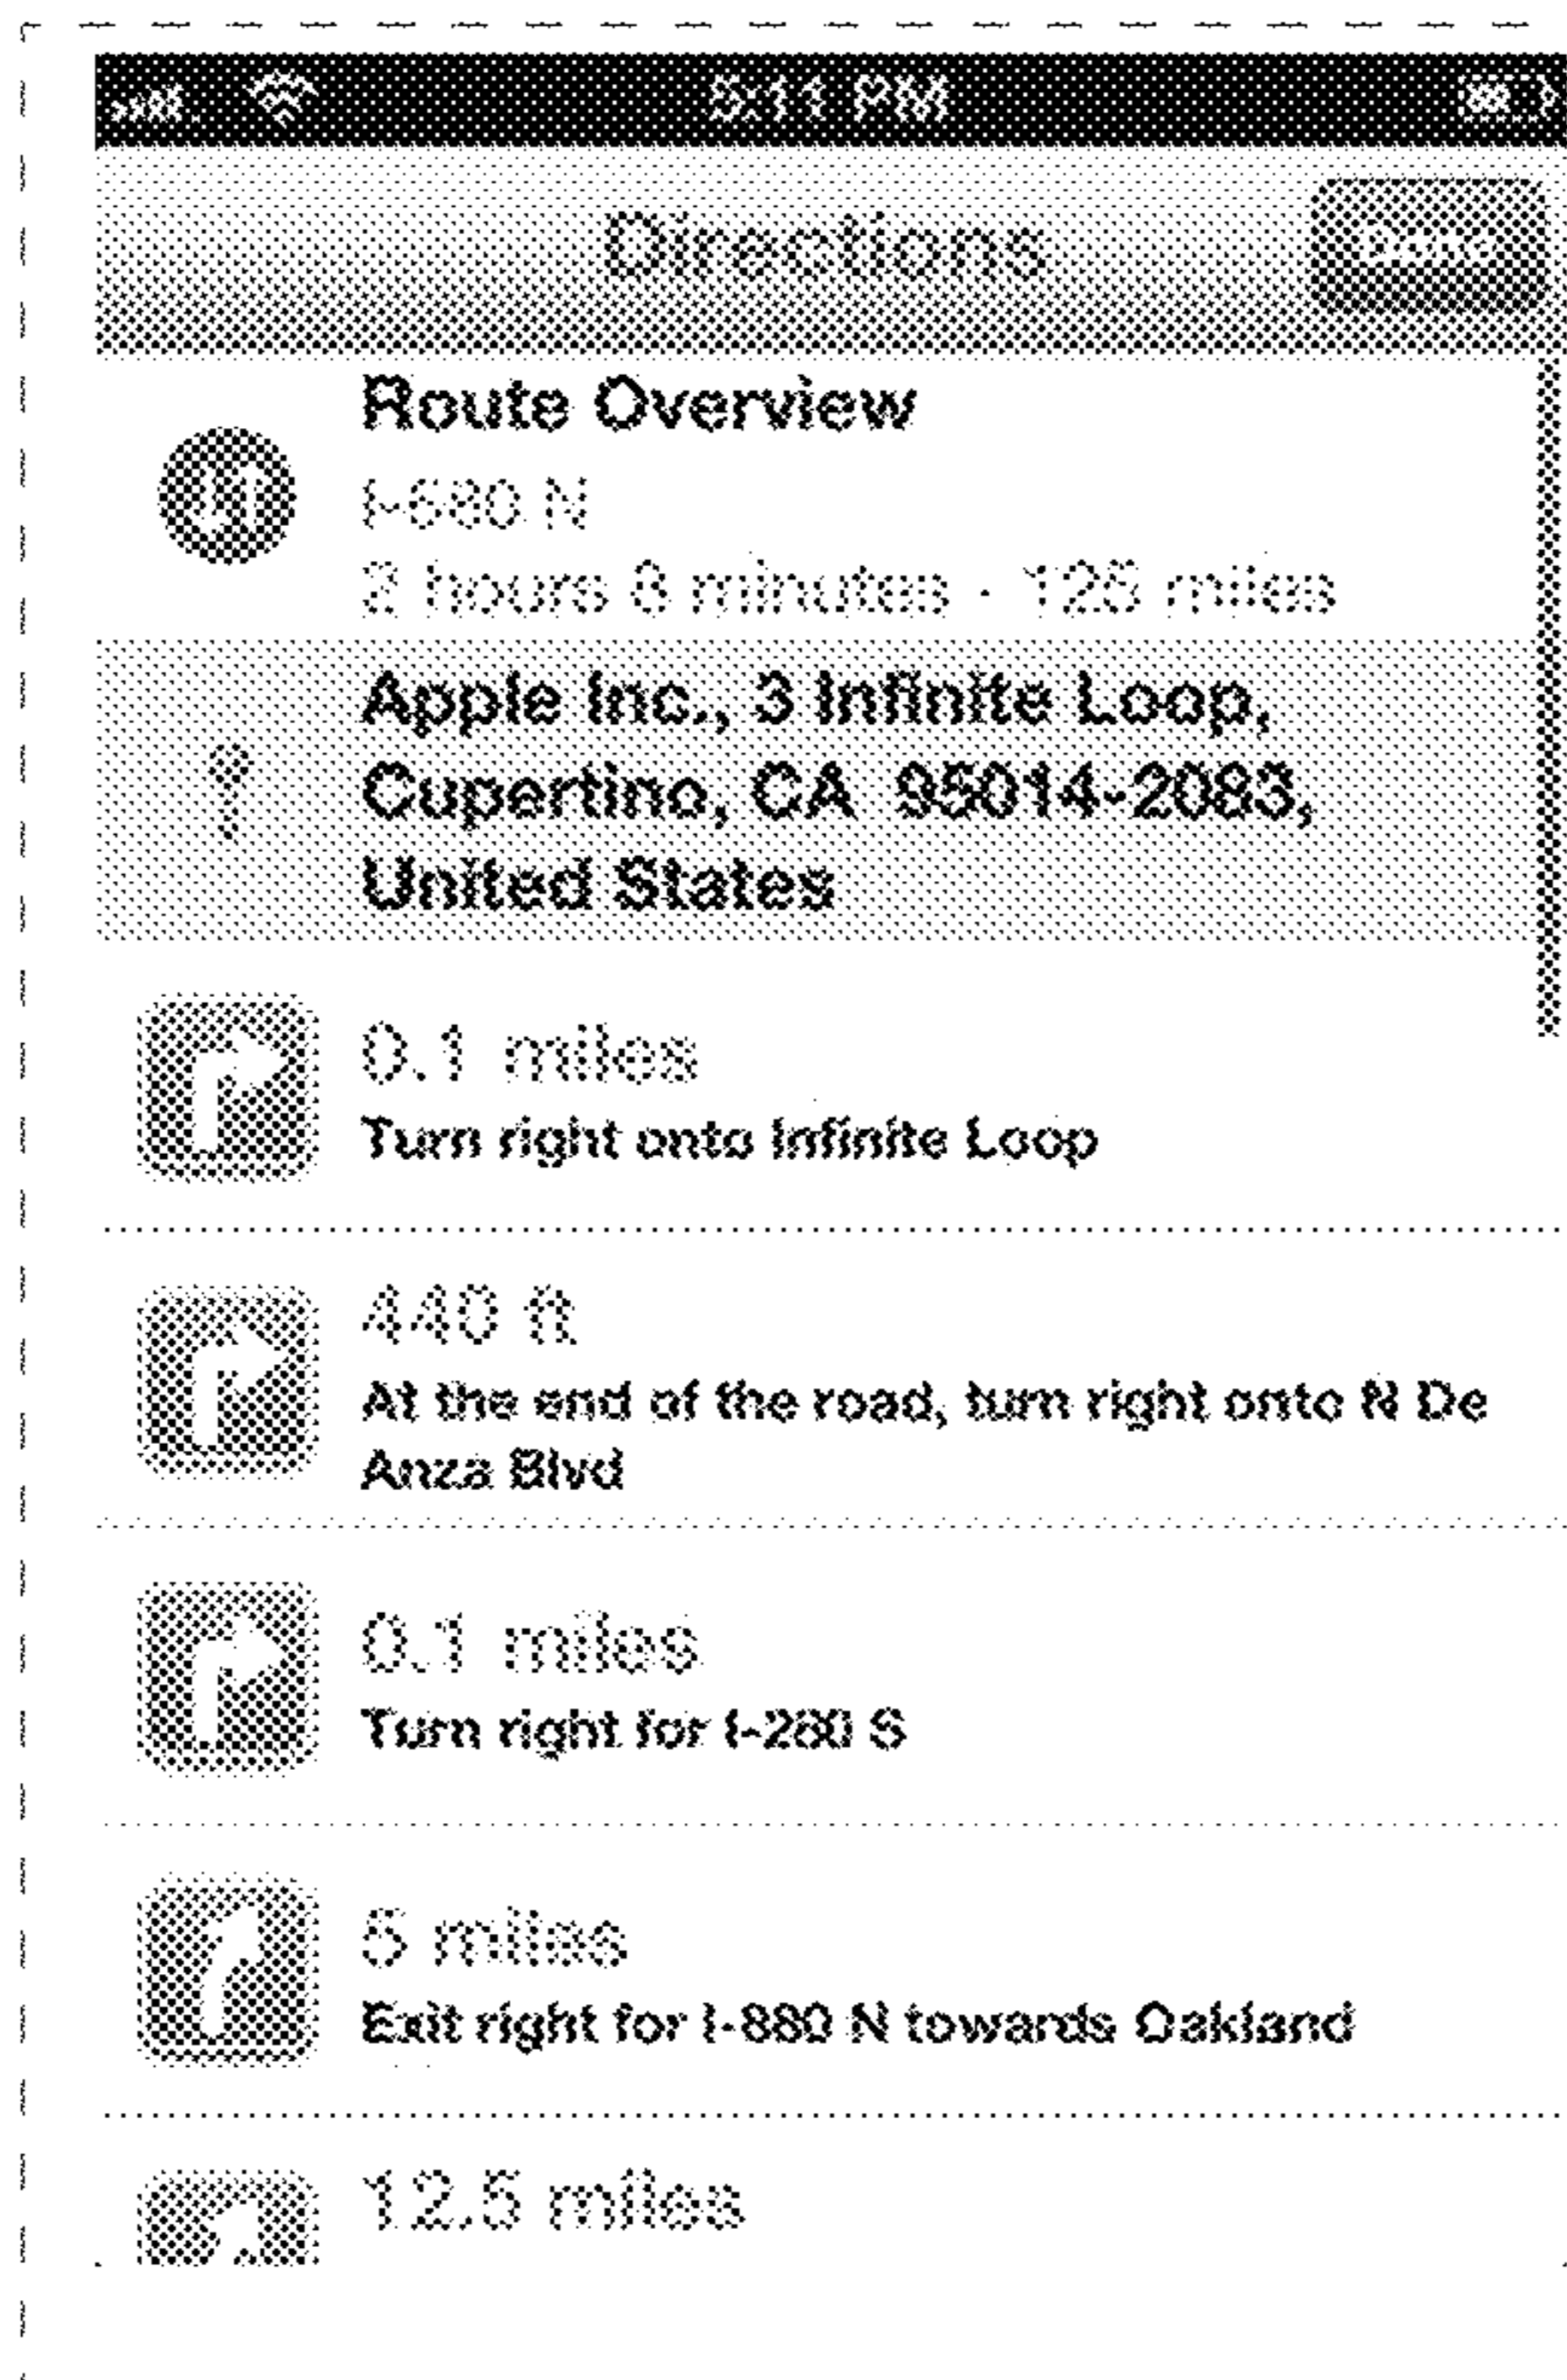 5:11 PM
Directions
Done
Route Overview
I-680 N
2 hours 8 minutes · 125 miles
Apple Inc., 3 Infinite Loop,
Cupertino, CA  95014-2083,
United States
0.1 miles
Turn right onto Infinite Loop
440 ft
At the end of the road, turn right onto N De
Anza Blvd
0.1 miles
Turn right for I-280 S
5 miles
Exit right for I-880 N towards Oakland
12.5 miles